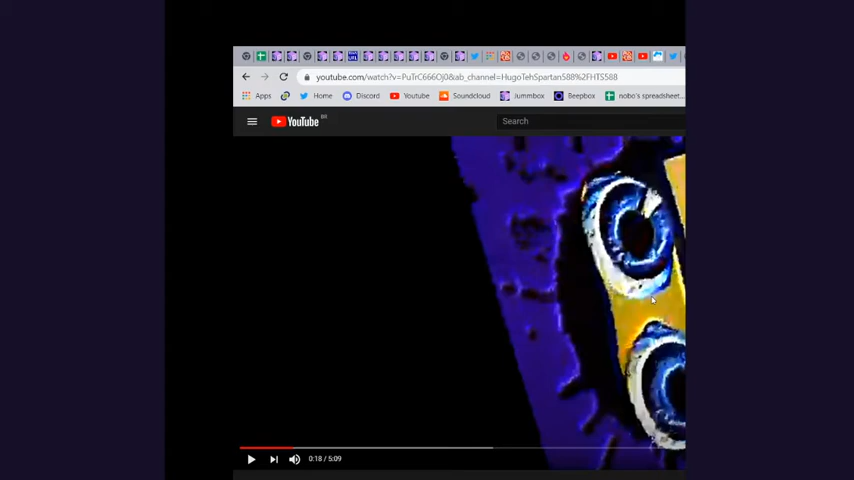 youtube.com/watch?v=PuTrC666Oj0&ab_channel=HugoTehSpartan588%2FHTS588
Apps Home Discord Youtube Soundcloud Jummbox Beepbox nobo's spreadsheet...
YouTube BR Search
0:18 / 5:09